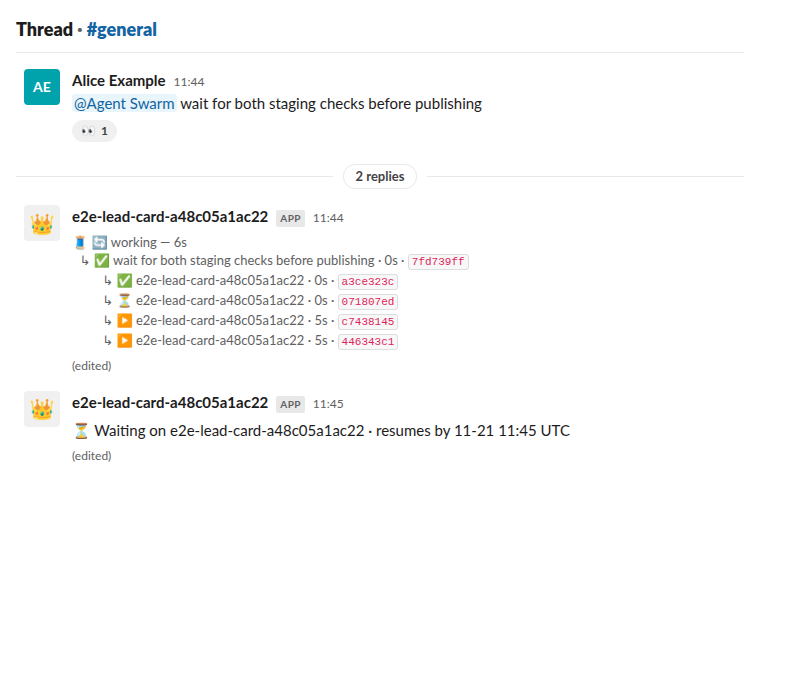 Thread • #general
AE
Alice Example 11:44
@Agent Swarm wait for both staging checks before publishing
👀 1
2 replies
e2e-lead-card-a48c05a1ac22 APP 11:44
🧵 🔄 working — 6s
↳ ✅ wait for both staging checks before publishing · 0s · 7fd739ff
↳ ✅ e2e-lead-card-a48c05a1ac22 · 0s · a3ce323c
↳ ⏳ e2e-lead-card-a48c05a1ac22 · 0s · 071807ed
↳ ▶️ e2e-lead-card-a48c05a1ac22 · 5s · c7438145
↳ ▶️ e2e-lead-card-a48c05a1ac22 · 5s · 446343c1
(edited)
e2e-lead-card-a48c05a1ac22 APP 11:45
⏳ Waiting on e2e-lead-card-a48c05a1ac22 · resumes by 11-21 11:45 UTC
(edited)